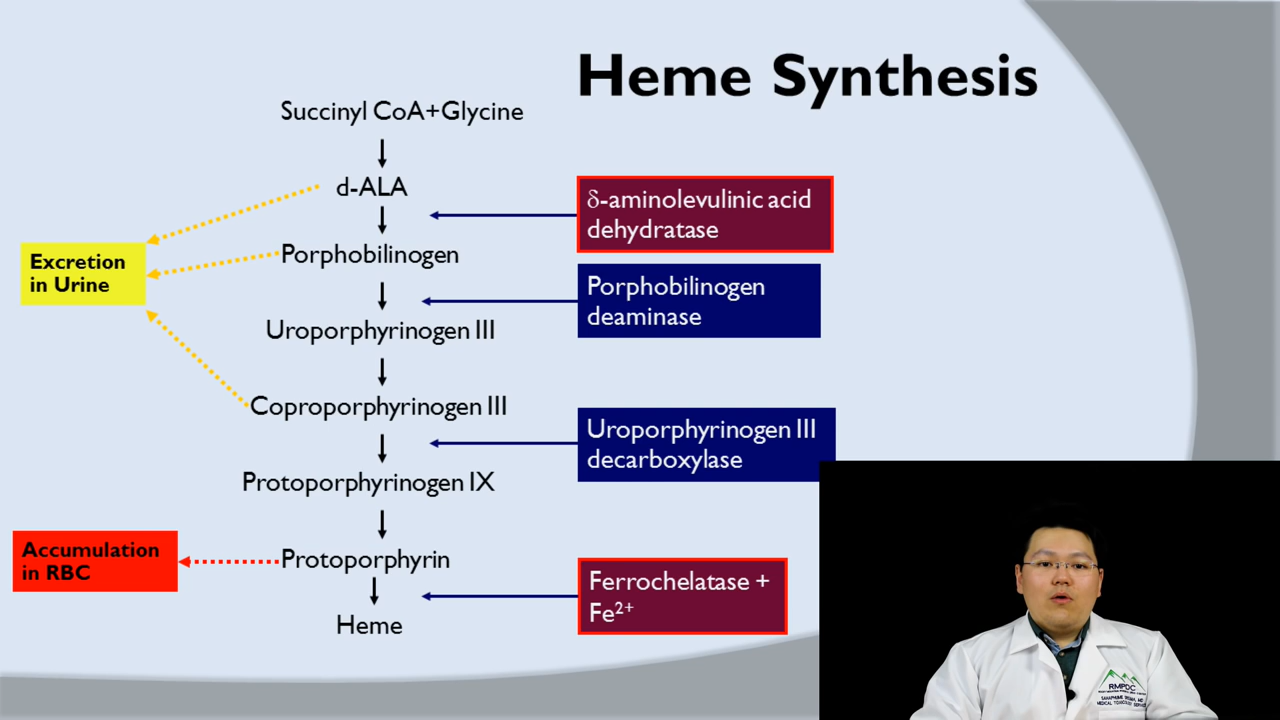 Heme Synthesis
Succinyl CoA+Glycine
d-ALA
δ-aminolevulinic acid
dehydratase
Porphobilinogen
Excretion
in Urine
Porphobilinogen
deaminase
Uroporphyrinogen III
Coproporphyrinogen III
Uroporphyrinogen III
decarboxylase
Protoporphyrinogen IX
Accumulation
in RBC
Protoporphyrin
Ferrochelatase +
Fe²⁺
Heme
RMPDC